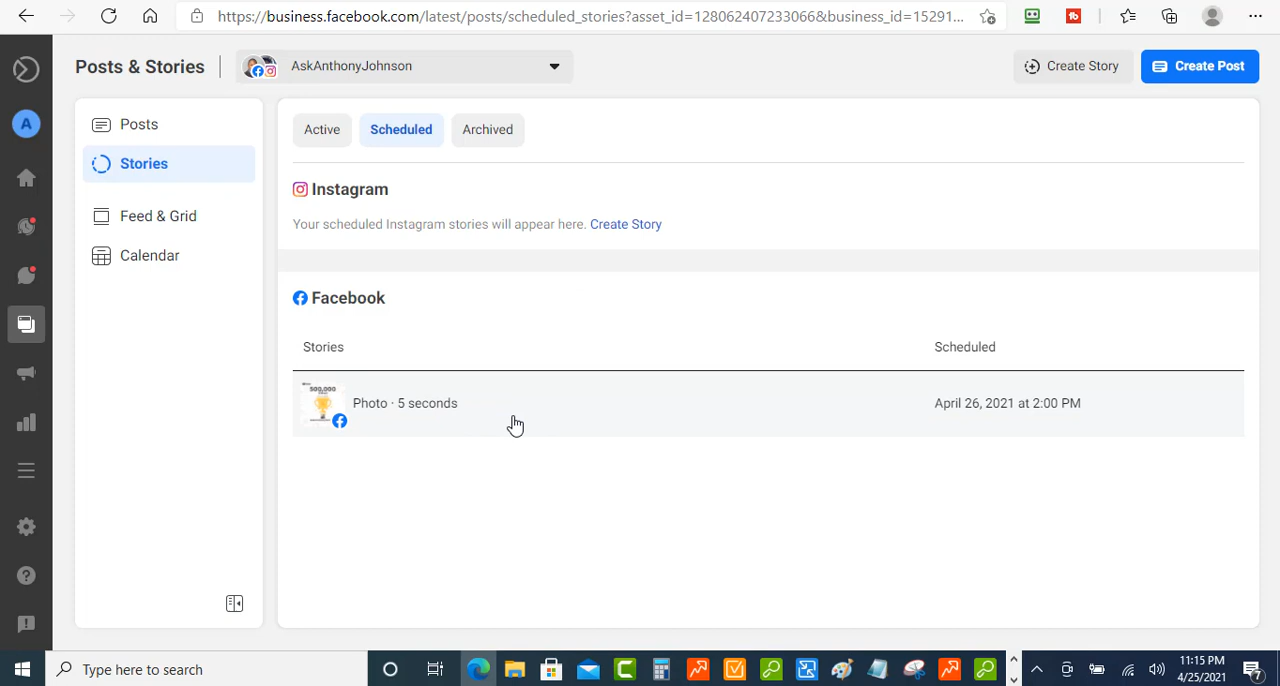 https://business.facebook.com/latest/posts/scheduled_stories?asset_id=128062407233066&business_id=15291...
Posts & Stories
AskAnthonyJohnson
Create Story
Create Post
A
Posts
Stories
Feed & Grid
Calendar
Active
Scheduled
Archived
Instagram
Your scheduled Instagram stories will appear here. Create Story
Facebook
Stories
Scheduled
500,000
Photo · 5 seconds
April 26, 2021 at 2:00 PM
Type here to search
11:15 PM
4/25/2021
7